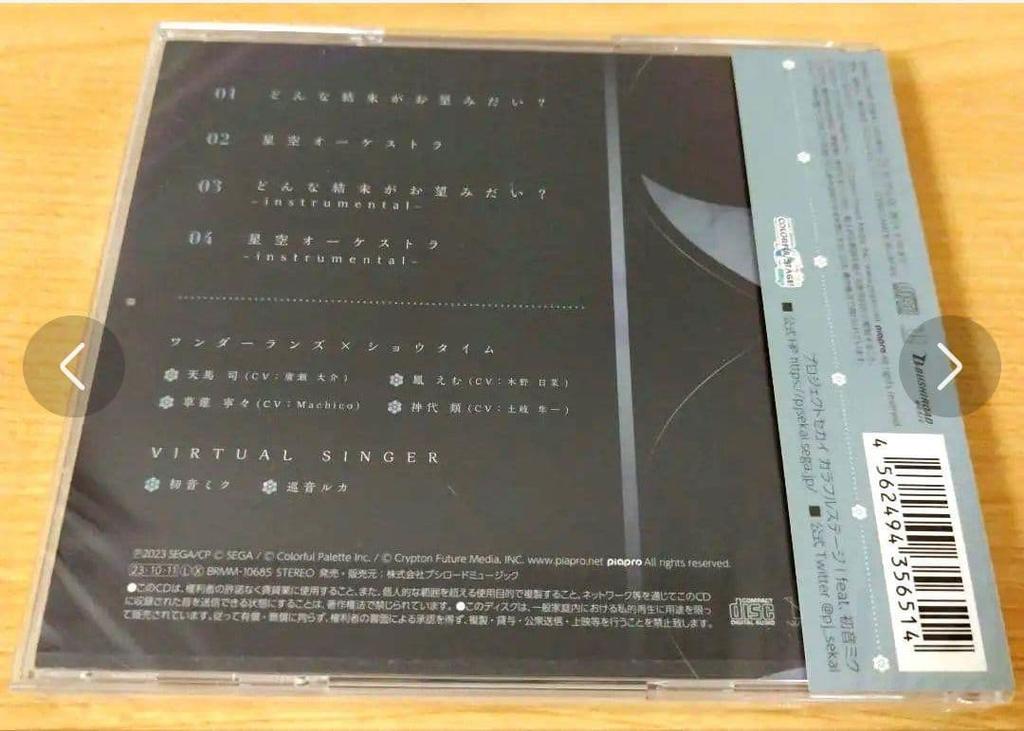 01 どんな結末がお望みだい?
02 星空オーケストラ
03 どんな結末がお望みだい?
-instrumental-
04 星空オーケストラ
-instrumental-
ワンダーランズ×ショウタイム
天馬 司(CV:廣瀬 大介) 鳳 えむ(CV:木野 日菜)
草薙 寧々(CV:Machico) 神代 類(CV:土岐 隼一)
VIRTUAL SINGER
初音ミク 巡音ルカ
Ⓟ2023 SEGA/CP © SEGA / © Colorful Palette Inc. / © Crypton Future Media, INC. www.piapro.net piapro All rights reserved.
23・10・11 Ⓛ Ⓧ BRMM-10685 STEREO 発売・販売元:株式会社ブシロードミュージック
●このCDは、権利者の許諾なく賃貸業に使用すること、また、個人的な範囲を超える使用目的で複製すること、ネットワーク等を通じてこのCD
に収録された音を送信できる状態にすることは、著作権法で禁じられています。●このディスクは、一般家庭内における私的再生に用途を限っ
て販売されています。従って有償・無償に拘らず、権利者の書面による承認を得ず、複製・貸与・公衆送信・上映等を行うことを禁止致します。
COMPACT
disc
DIGITAL AUDIO
COLORFUL STAGE!
プロジェクトセカイ カラフルステージ! feat. 初音ミク
■公式HP https://pjsekai.sega.jp/ ■公式Twitter @pj_sekai
BUSHIROAD
4 562494 356514